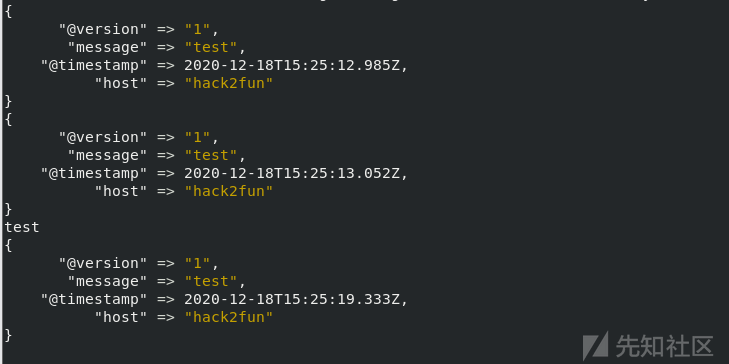 {
"@version" => "1",
"message" => "test",
"@timestamp" => 2020-12-18T15:25:12.985Z,
"host" => "hack2fun"
}
{
"@version" => "1",
"message" => "test",
"@timestamp" => 2020-12-18T15:25:13.052Z,
"host" => "hack2fun"
}
test
{
"@version" => "1",
"message" => "test",
"@timestamp" => 2020-12-18T15:25:19.333Z,
"host" => "hack2fun"
}
先知社区